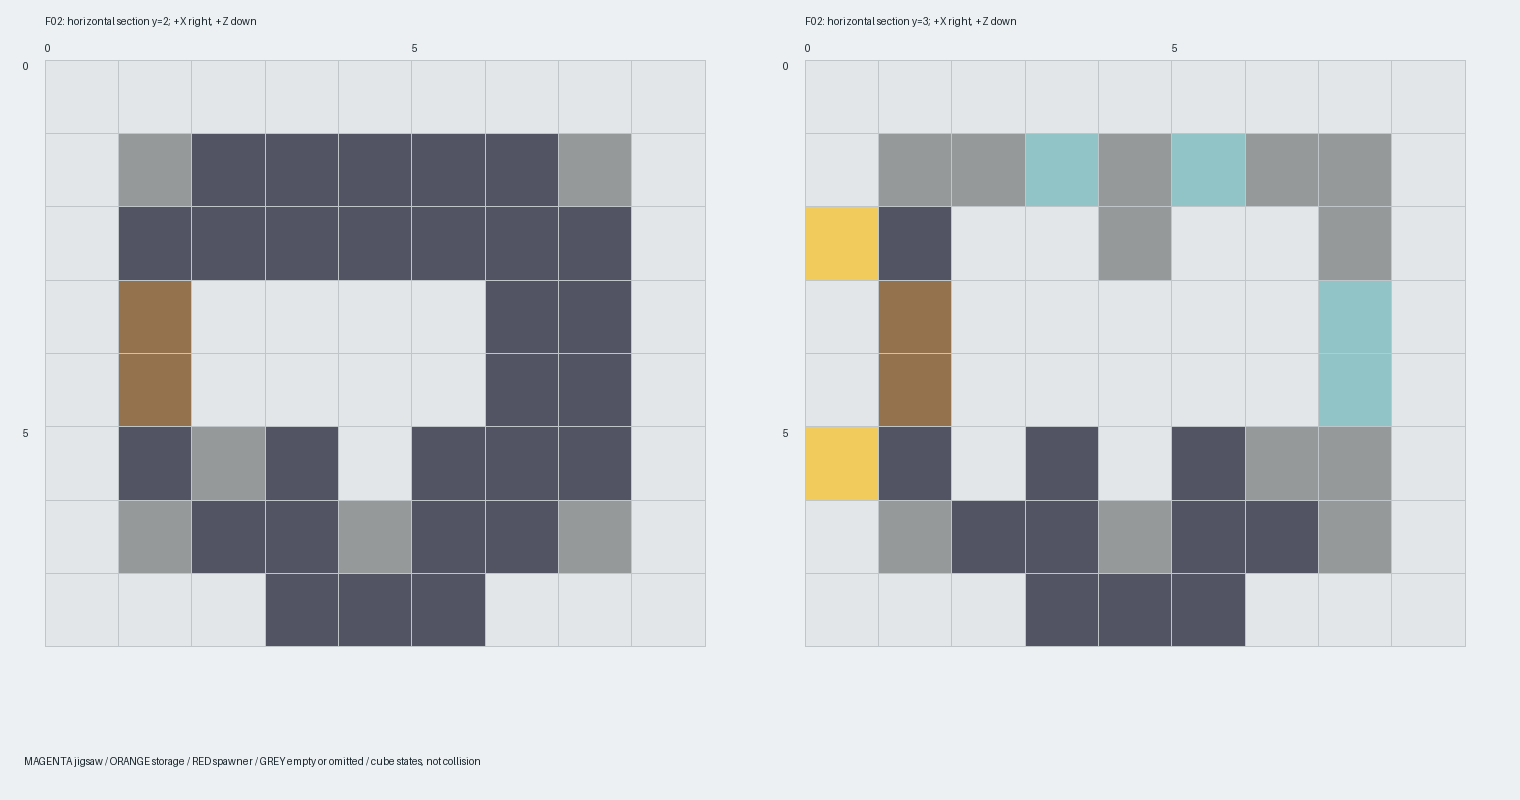 F02: horizontal section y=2; +X right, +Z down
F02: horizontal section y=3; +X right, +Z down
0 5
0 5
0
0
5
5
MAGENTA jigsaw / ORANGE storage / RED spawner / GREY empty or omitted / cube states, not collision